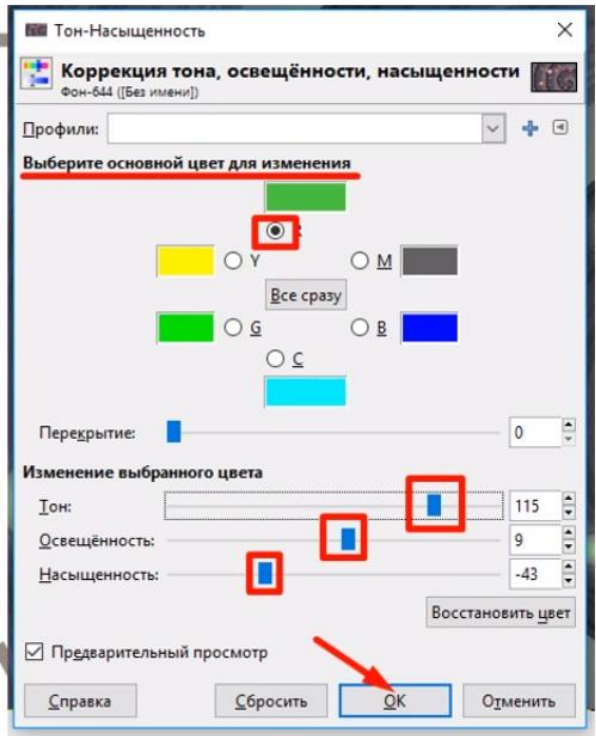 Тон-Насыщенность
Коррекция тона, освещённости, насыщенности
Фон-644 ([Без имени])
Профили:
Выберите основной цвет для изменения
R
Y M
Все сразу
G B
C
Перекрытие: 0
Изменение выбранного цвета
Тон: 115
Освещённость: 9
Насыщенность: -43
Восстановить цвет
Предварительный просмотр
Справка Сбросить OK Отменить